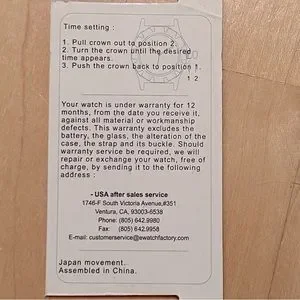 Time setting :
1. Pull crown out to position 2.
2. Turn the crown until the desired
time appears.
3. Push the crown back to position 1.
1 2
Your watch is under warranty for 12
months, from the date you receive it,
against all material or workmanship
defects. This warranty excludes the
battery, the glass, the alteration of the
case, the strap and its buckle. Should
warranty service be required, we will
repair or exchange your watch, free of
charge, by sending it to the following
address :
- USA after sales service
1746-F South Victoria Avenue,#351
Ventura, CA, 93003-6538
Phone: (805) 642.9980
Fax: (805) 642.9958
E-mail: customerservice@ewatchfactory.com
Japan movement.
Assembled in China.